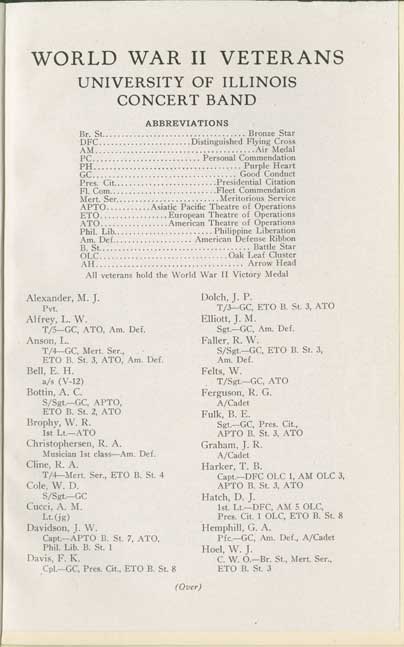 WORLD WAR II VETERANS
UNIVERSITY OF ILLINOIS
CONCERT BAND
ABBREVIATIONS
Br. St. .................................. Bronze Star
DFC......................Distinguished Flying Cross
AM......................................Air Medal
PC.......................... Personal Commendation
PH.................................... Purple Heart
GC................................... Good Conduct
Pres. Cit.........................Presidential Citation
Fl. Com.........................Fleet Commendation
Mert. Ser........................ Meritorious Service
APTO...........Asiatic Pacific Theatre of Operations
ETO................European Theatre of Operations
ATO................American Theatre of Operations
Phil. Lib.......................Philippine Liberation
Am. Def................... American Defense Ribbon
B. St.................................... Battle Star
OLC............................... Oak Leaf Cluster
AH................................... Arrow Head
All veterans hold the World War II Victory Medal
Alexander, M. J.
Pvt.
Alfrey, L. W.
T/5—GC, ATO, Am. Def.
Anson, L.
T/4—GC, Mert. Ser.,
ETO B. St. 3, ATO, Am. Def.
Bell, E. H.
a/s (V-12)
Bottin, A. C.
S/Sgt.—GC, APTO,
ETO B. St. 2, ATO
Brophy, W. R.
1st Lt.—ATO
Christophersen, R. A.
Musician 1st class—Am. Def.
Cline, R. A.
T/4—Mert. Ser., ETO B. St. 4
Cole, W. D.
S/Sgt.—GC
Cucci, A. M.
Lt.(jg)
Davidson, J. W.
Capt.—APTO B. St. 7, ATO,
Phil. Lib. B. St. 1
Davis, F. K.
Cpl.—GC, Pres. Cit., ETO B. St. 8
Dolch, J. P.
T/3—GC, ETO B. St. 3, ATO
Elliott, J. M.
Sgt.—GC, Am. Def.
Faller, R. W.
S/Sgt.—GC, ETO B. St. 3,
Am. Def.
Felts, W.
T/Sgt.—GC, ATO
Ferguson, R. G.
A/Cadet
Fulk, B. E.
Sgt.—GC, Pres. Cit.,
APTO B. St. 3, ATO
Graham, J. R.
A/Cadet
Harker, T. B.
Capt.—DFC OLC 1, AM OLC 3,
APTO B. St. 3, ATO
Hatch, D. J.
1st. Lt.—DFC, AM 5 OLC,
Pres. Cit. 1 OLC, ETO B. St. 8
Hemphill, G. A.
Pfc.—GC, Am. Def., A/Cadet
Hoel, W. J.
C. W. O.—Br. St., Mert. Ser.,
ETO B. St. 3
(Over)